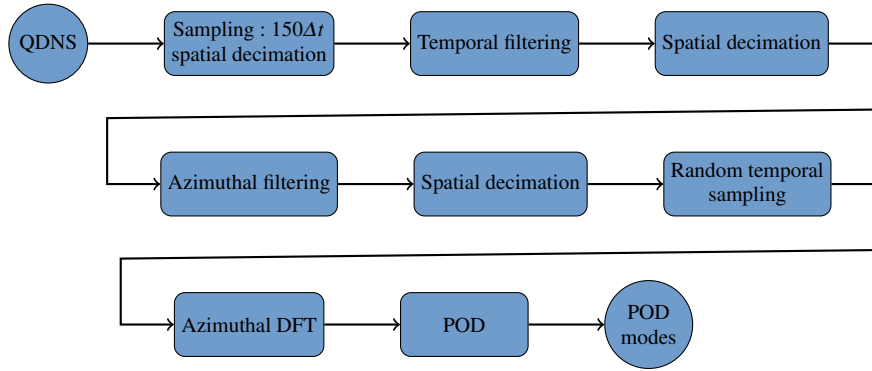 QDNS
Sampling : 150Δt
spatial decimation
Temporal filtering
Spatial decimation
Azimuthal filtering
Spatial decimation
Random temporal
sampling
Azimuthal DFT
POD
POD
modes